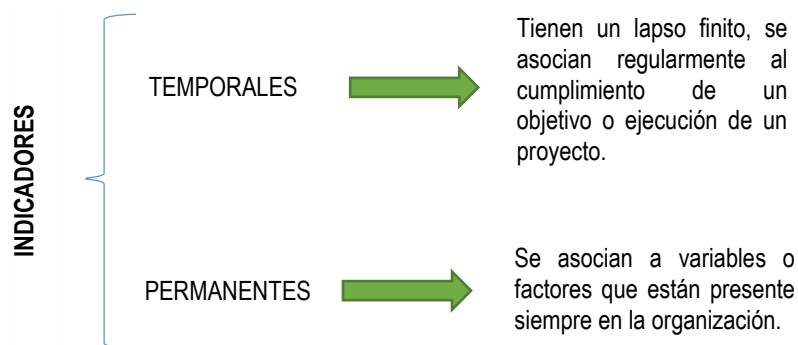 INDICADORES
TEMPORALES
Tienen un lapso finito, se
asocian regularmente al
cumplimiento de un
objetivo o ejecución de un
proyecto.
PERMANENTES
Se asocian a variables o
factores que están presente
siempre en la organización.